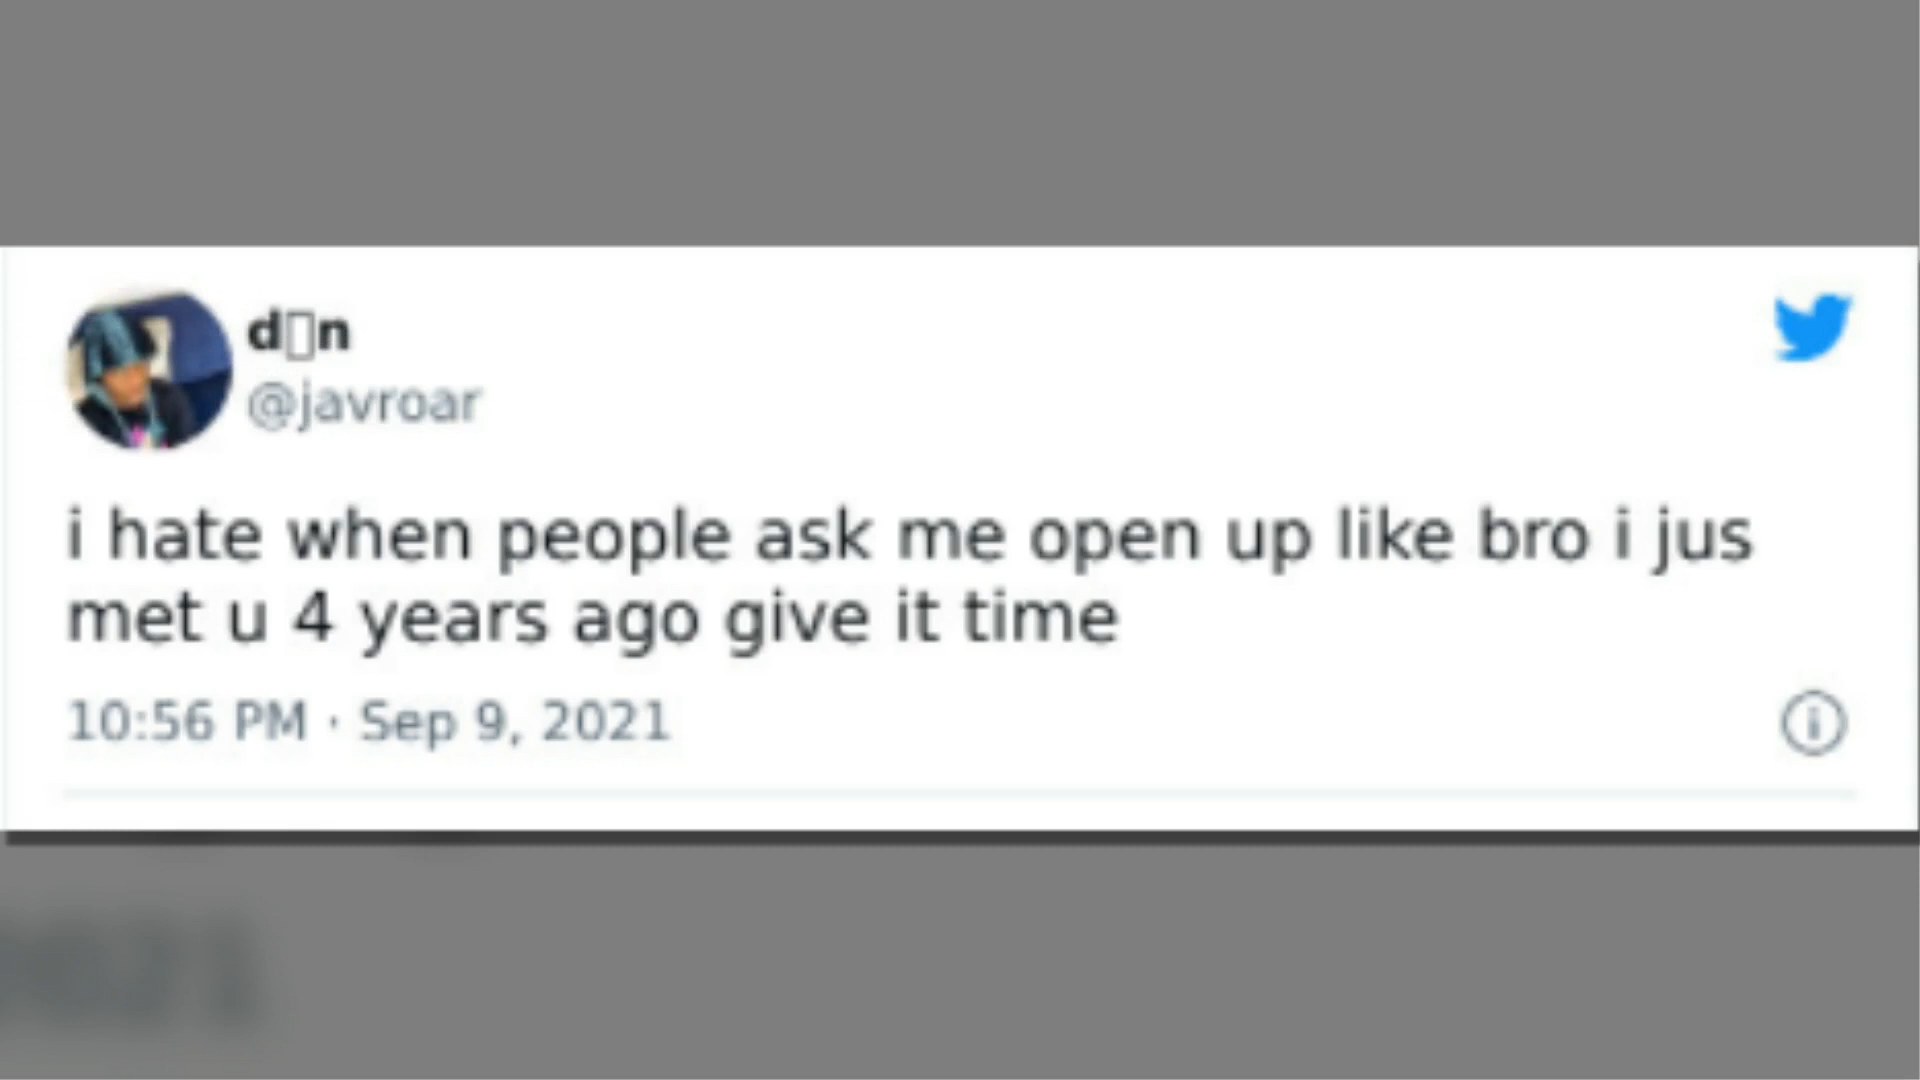 d▯n
@javroar
i hate when people ask me open up like bro i jus
met u 4 years ago give it time
10:56 PM · Sep 9, 2021
2021